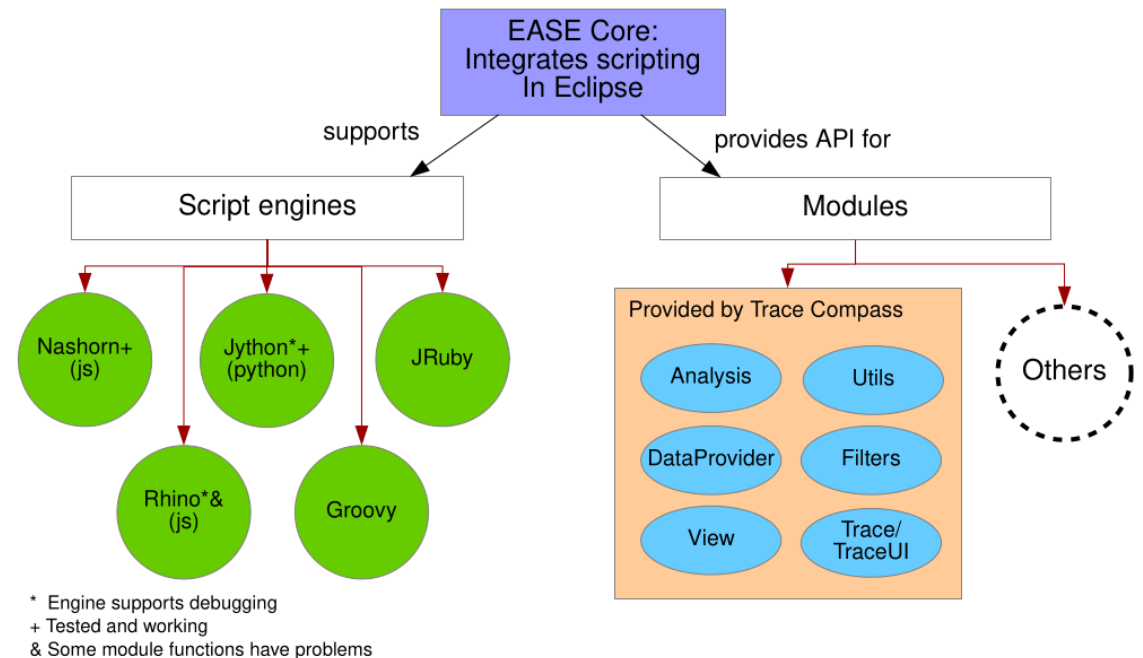 EASE Core:
Integrates scripting
In Eclipse
supports
provides API for
Script engines
Modules
Nashorn+
(js)
Jython*+
(python)
JRuby
Rhino*&
(js)
Groovy
Provided by Trace Compass
Analysis
Utils
DataProvider
Filters
View
Trace/
TraceUI
Others
* Engine supports debugging
+ Tested and working
& Some module functions have problems